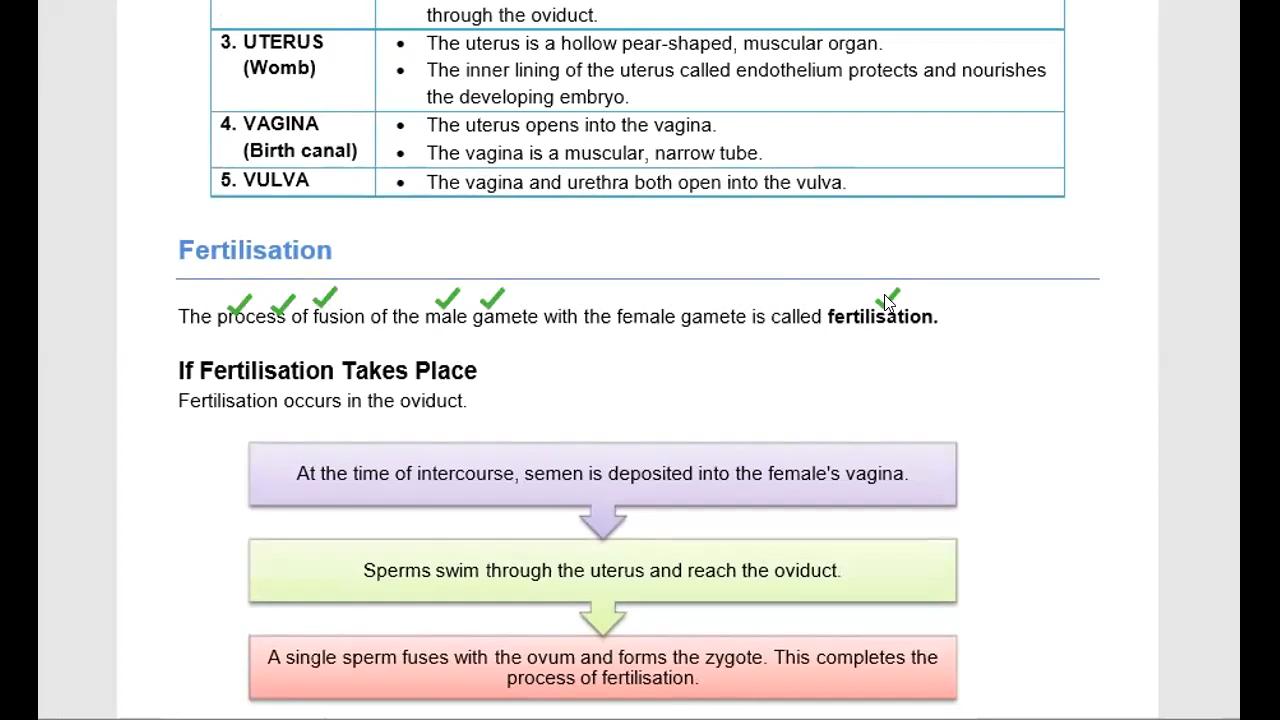 through the oviduct.
3. UTERUS
(Womb)
• The uterus is a hollow pear-shaped, muscular organ.
• The inner lining of the uterus called endothelium protects and nourishes
the developing embryo.
4. VAGINA
(Birth canal)
• The uterus opens into the vagina.
• The vagina is a muscular, narrow tube.
5. VULVA
• The vagina and urethra both open into the vulva.
Fertilisation
The process of fusion of the male gamete with the female gamete is called fertilisation.
If Fertilisation Takes Place
Fertilisation occurs in the oviduct.
At the time of intercourse, semen is deposited into the female's vagina.
Sperms swim through the uterus and reach the oviduct.
A single sperm fuses with the ovum and forms the zygote. This completes the
process of fertilisation.